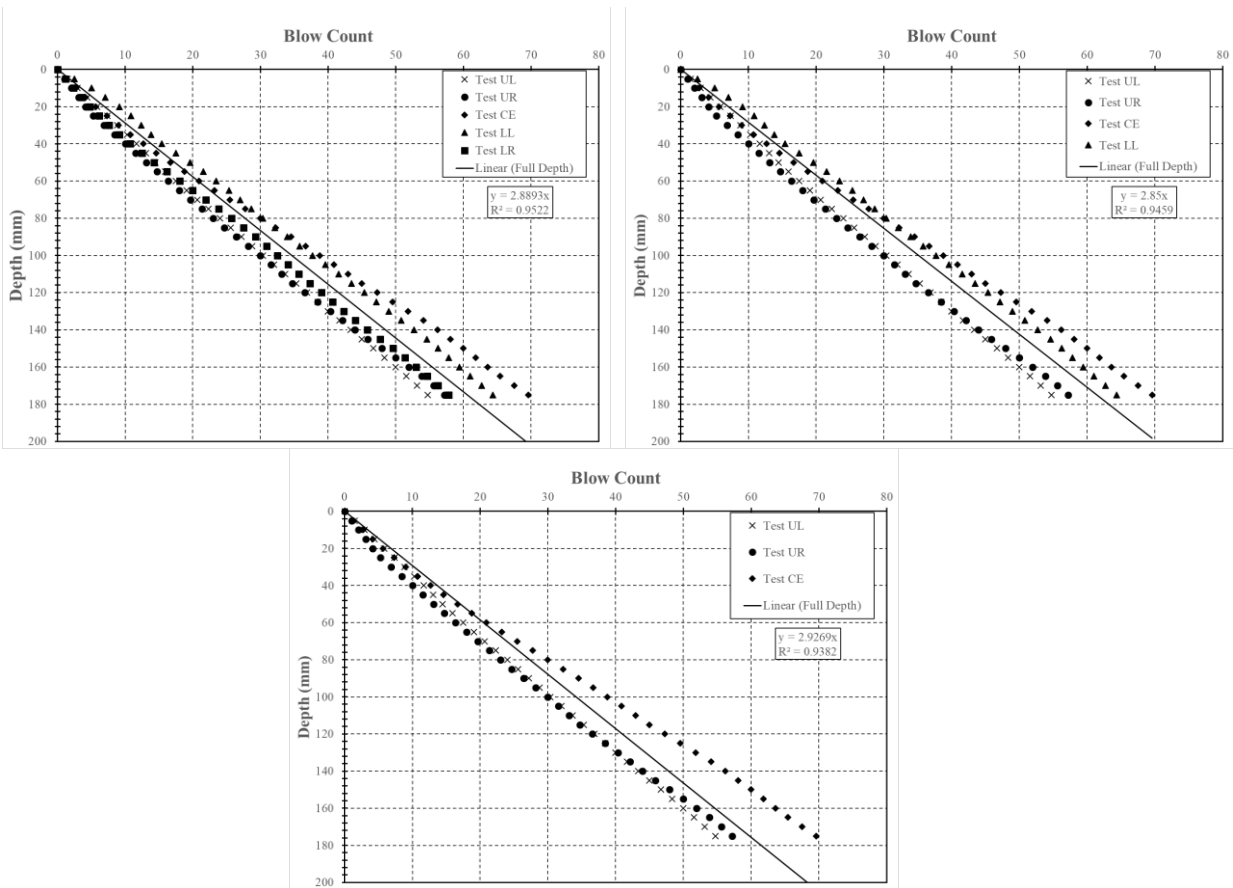 Blow Count
0 10 20 30 40 50 60 70 80
0
20
40
60
80
100
120
140
160
180
200
Depth (mm)
Test UL
Test UR
Test CE
Test LL
Test LR
Linear (Full Depth)
y = 2.8893x
R² = 0.9522
Blow Count
0 10 20 30 40 50 60 70 80
0
20
40
60
80
100
120
140
160
180
200
Depth (mm)
Test UL
Test UR
Test CE
Test LL
Linear (Full Depth)
y = 2.85x
R² = 0.9459
Blow Count
0 10 20 30 40 50 60 70 80
0
20
40
60
80
100
120
140
160
180
200
Depth (mm)
Test UL
Test UR
Test CE
Linear (Full Depth)
y = 2.9269x
R² = 0.9382